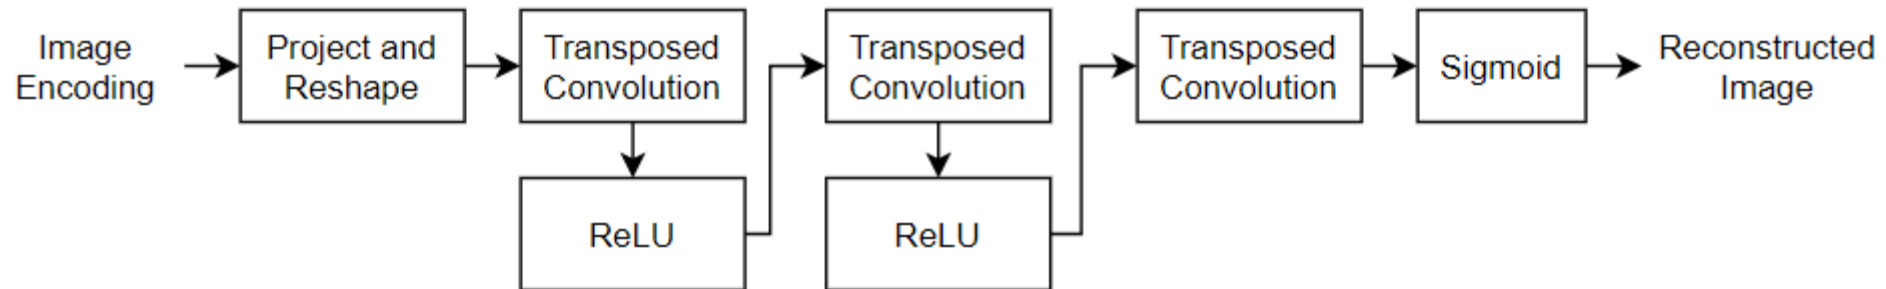 Image
Encoding
Project and
Reshape
Transposed
Convolution
ReLU
Transposed
Convolution
ReLU
Transposed
Convolution
Sigmoid
Reconstructed
Image